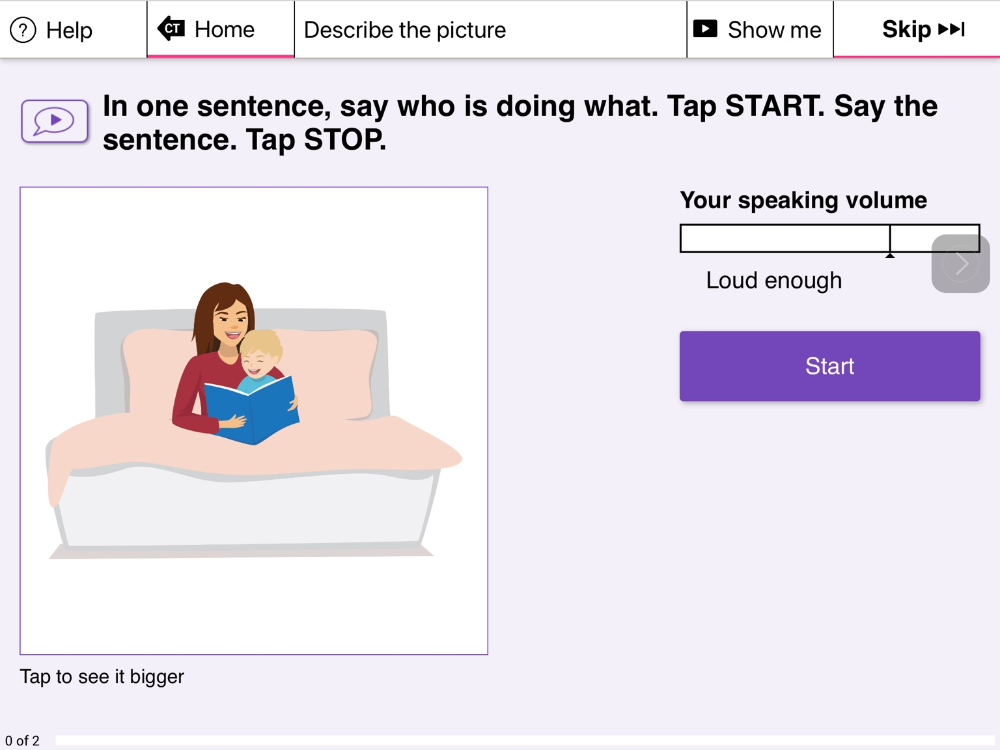 Help
CT Home
Describe the picture
Show me
Skip
In one sentence, say who is doing what. Tap START. Say the
sentence. Tap STOP.
Your speaking volume
Loud enough
Start
Tap to see it bigger
0 of 2